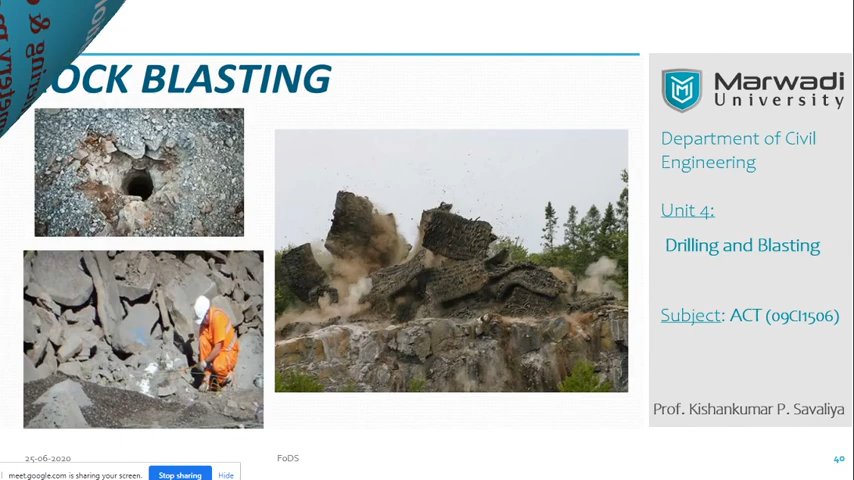 OCK BLASTING
Marwadi
University
Department of Civil
Engineering
Unit 4:
Drilling and Blasting
Subject: ACT (09CI1506)
Prof. Kishankumar P. Savaliya
25-06-2020
FoDS
40
meet.google.com is sharing your screen.
Stop sharing
Hide